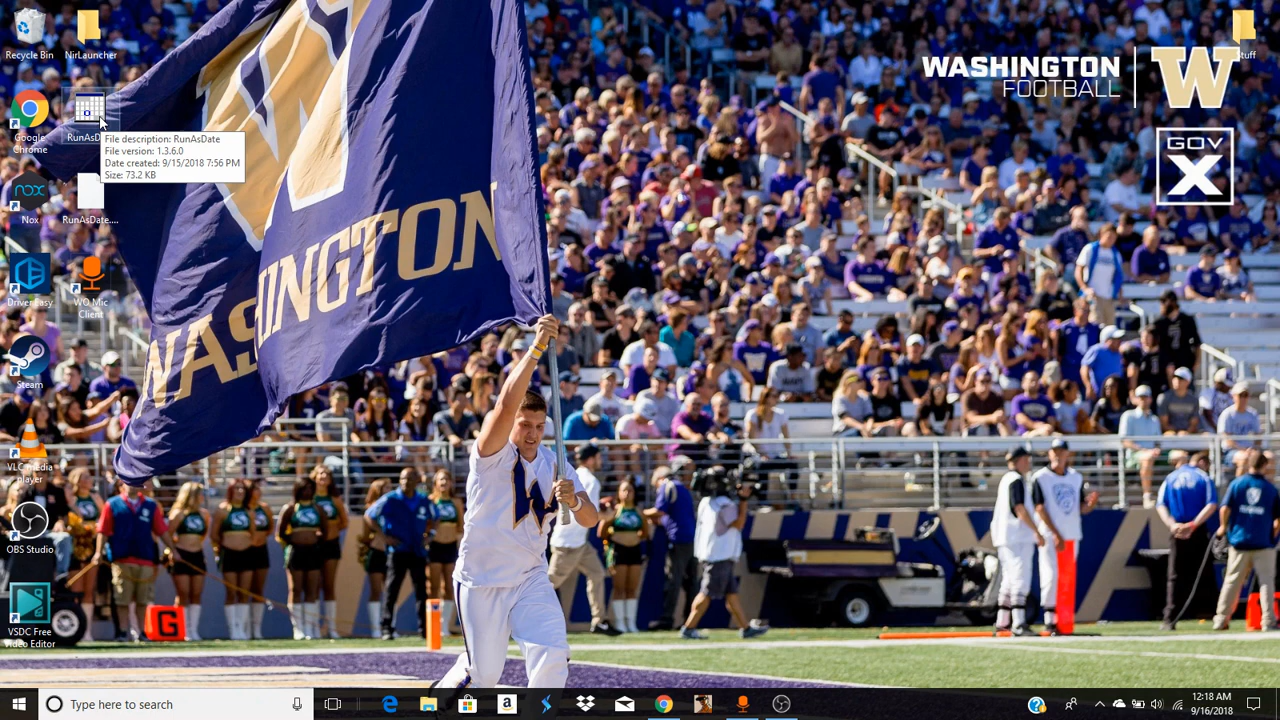 Recycle Bin
NirLauncher
Google
Chrome
RunAsD
File description: RunAsDate
File version: 1.3.6.0
Date created: 9/15/2018 7:56 PM
Size: 73.2 KB
nox
Nox
RunAsDate....
Driver Easy
WO Mic
Client
Steam
VLC media
player
OBS Studio
VSDC Free
Video Editor
WASHINGTON
FOOTBALL
W
Stuff
GOV
X
WASHINGTON
W
G
Type here to search
a
12:18 AM
9/16/2018